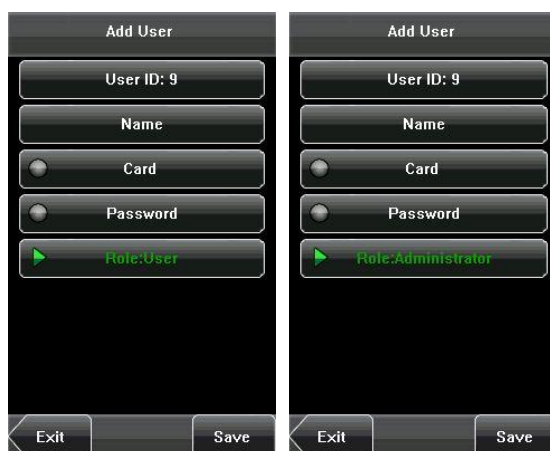 Add User
User ID: 9
Name
Card
Password
Role:User
Exit
Save
Add User
User ID: 9
Name
Card
Password
Role:Administrator
Exit
Save